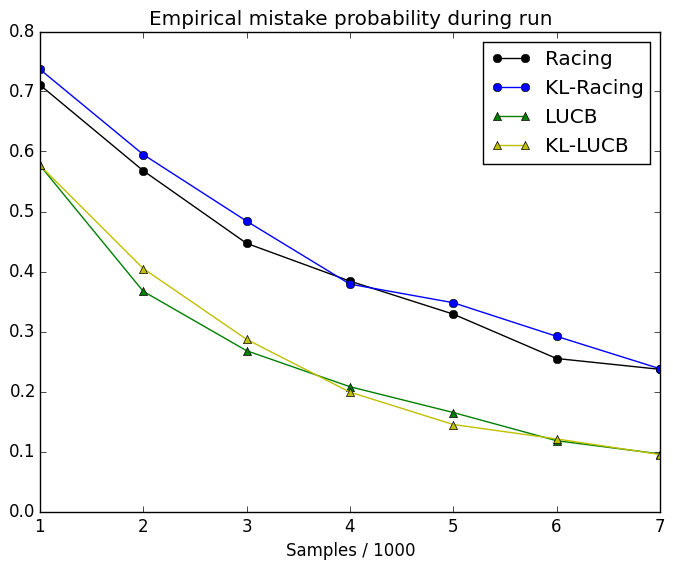 Empirical mistake probability during run
0.8
0.7
0.6
0.5
0.4
0.3
0.2
0.1
0.0
Racing
KL-Racing
LUCB
KL-LUCB
1 2 3 4 5 6 7
Samples / 1000